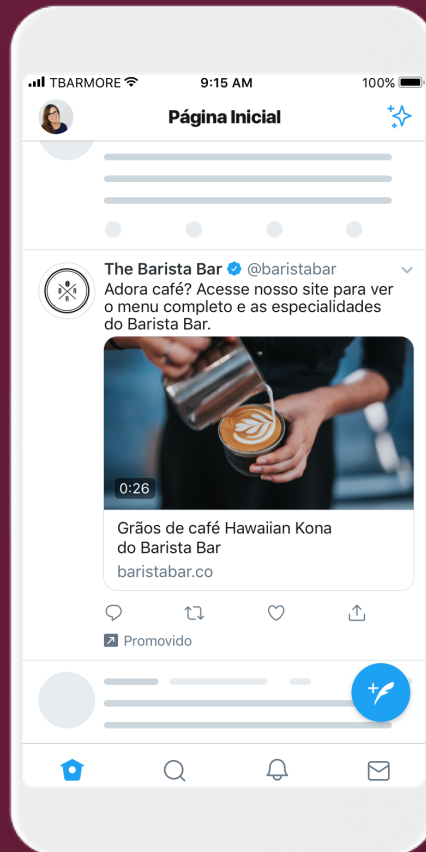 TBARMORE 9:15 AM 100%
Página Inicial
The Barista Bar @baristabar
Adora café? Acesse nosso site para ver
o menu completo e as especialidades
do Barista Bar.
B A R R
0:26
Grãos de café Hawaiian Kona
do Barista Bar
baristabar.co
Promovido